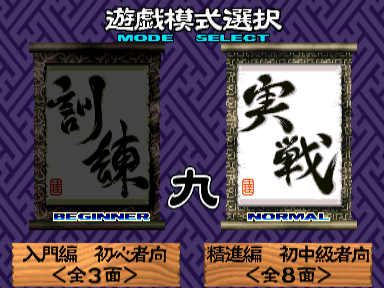 遊戯模式選択
MODE SELECT
訓練
実戦
九
BEGINNER
NORMAL
入門編 初心者向
<全3面>
精進編 初中級者向
<全8面>